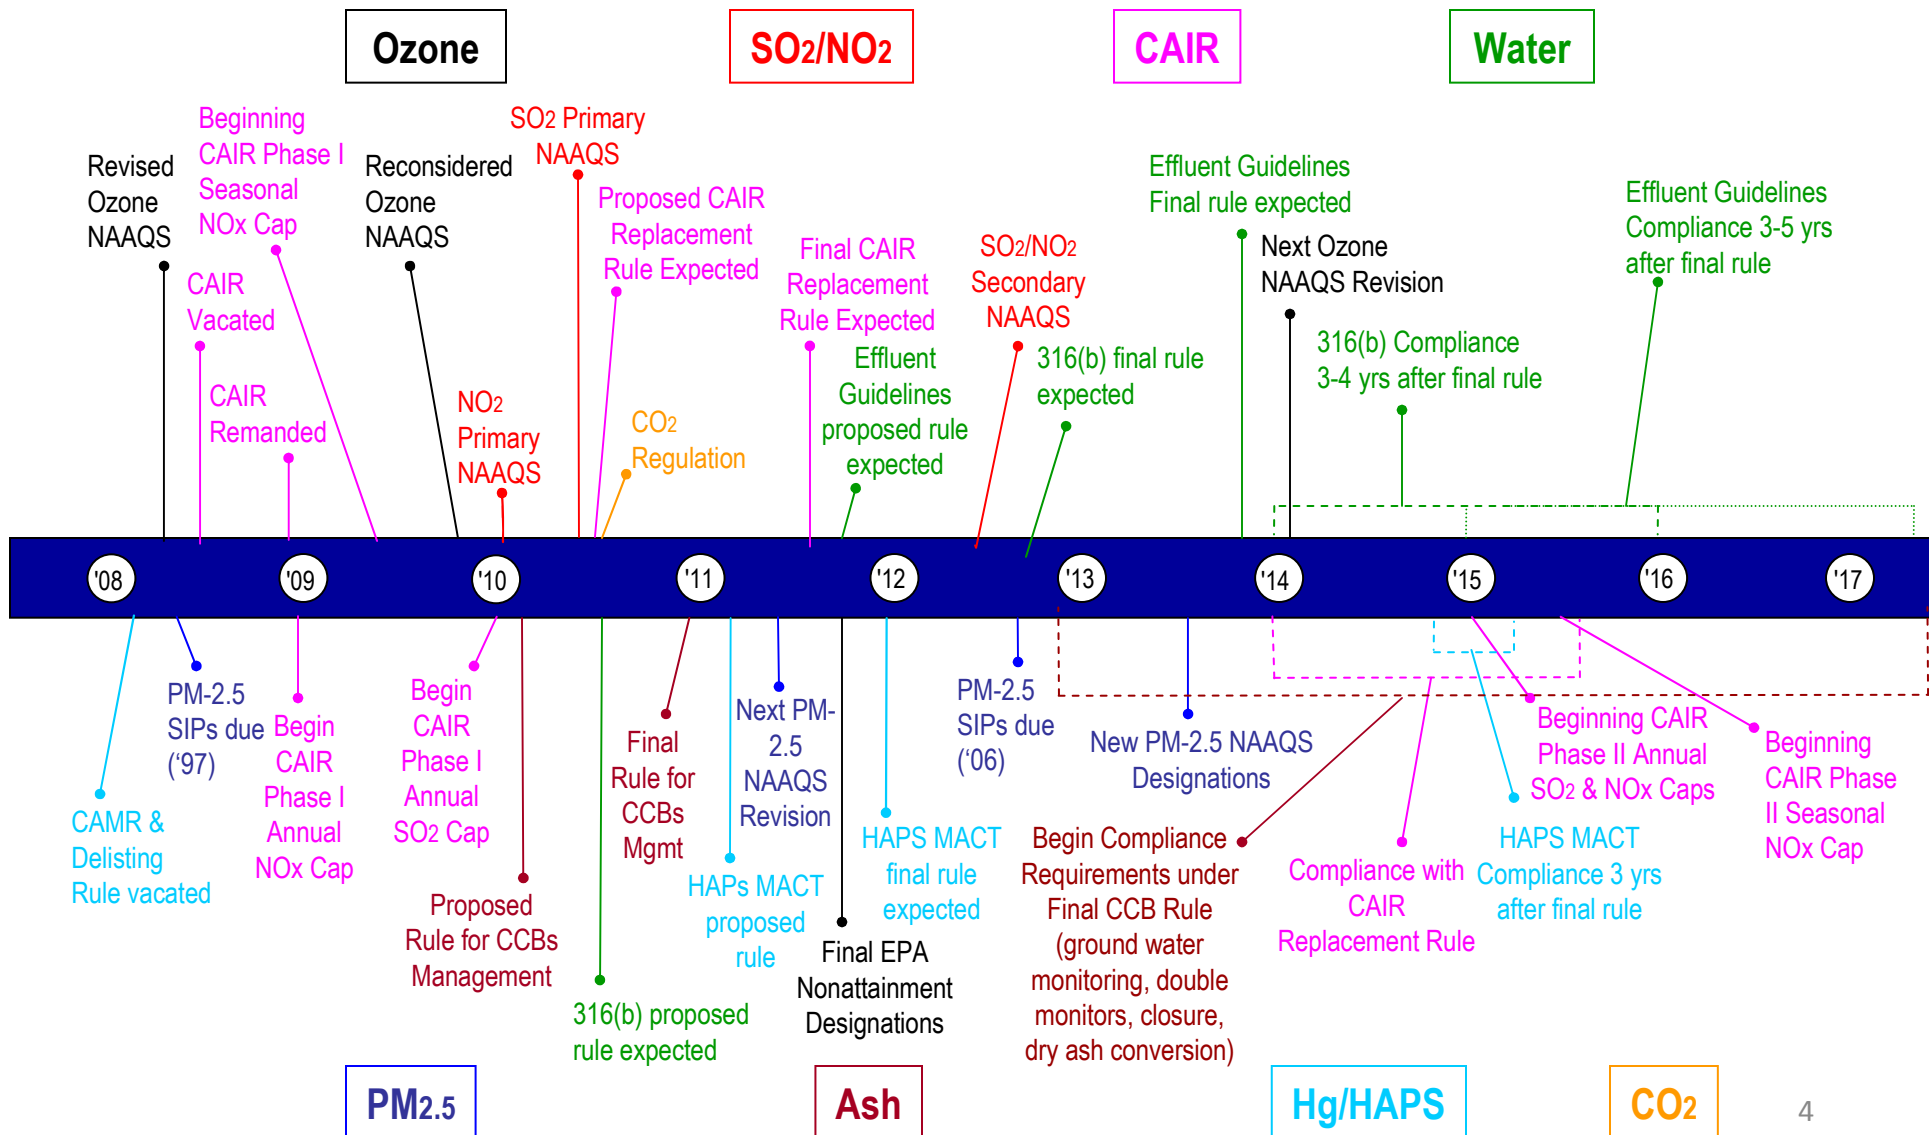 Ozone
SO2/NO2
CAIR
Water
Revised
Ozone
NAAQS
Beginning
CAIR Phase I
Seasonal
NOx Cap
CAIR
Vacated
CAIR
Remanded
Reconsidered
Ozone
NAAQS
NO2
Primary
NAAQS
SO2 Primary
NAAQS
Proposed CAIR
Replacement
Rule Expected
CO2
Regulation
Final CAIR
Replacement
Rule Expected
Effluent
Guidelines
proposed rule
expected
SO2/NO2
Secondary
NAAQS
316(b) final rule
expected
Effluent Guidelines
Final rule expected
Next Ozone
NAAQS Revision
316(b) Compliance
3-4 yrs after final rule
Effluent Guidelines
Compliance 3-5 yrs
after final rule
'08
'09
'10
'11
'12
'13
'14
'15
'16
'17
CAMR &
Delisting
Rule vacated
PM-2.5
SIPs due
(‘97)
Begin
CAIR
Phase I
Annual
NOx Cap
Begin
CAIR
Phase I
Annual
SO2 Cap
Proposed
Rule for CCBs
Management
316(b) proposed
rule expected
Final
Rule for
CCBs
Mgmt
HAPs MACT
proposed
rule
Next PM-
2.5
NAAQS
Revision
Final EPA
Nonattainment
Designations
HAPS MACT
final rule
expected
PM-2.5
SIPs due
(‘06)
New PM-2.5 NAAQS
Designations
Begin Compliance
Requirements under
Final CCB Rule
(ground water
monitoring, double
monitors, closure,
dry ash conversion)
Compliance with
CAIR
Replacement Rule
HAPS MACT
Compliance 3 yrs
after final rule
Beginning CAIR
Phase II Annual
SO2 & NOx Caps
Beginning
CAIR Phase
II Seasonal
NOx Cap
PM2.5
Ash
Hg/HAPS
CO2
4